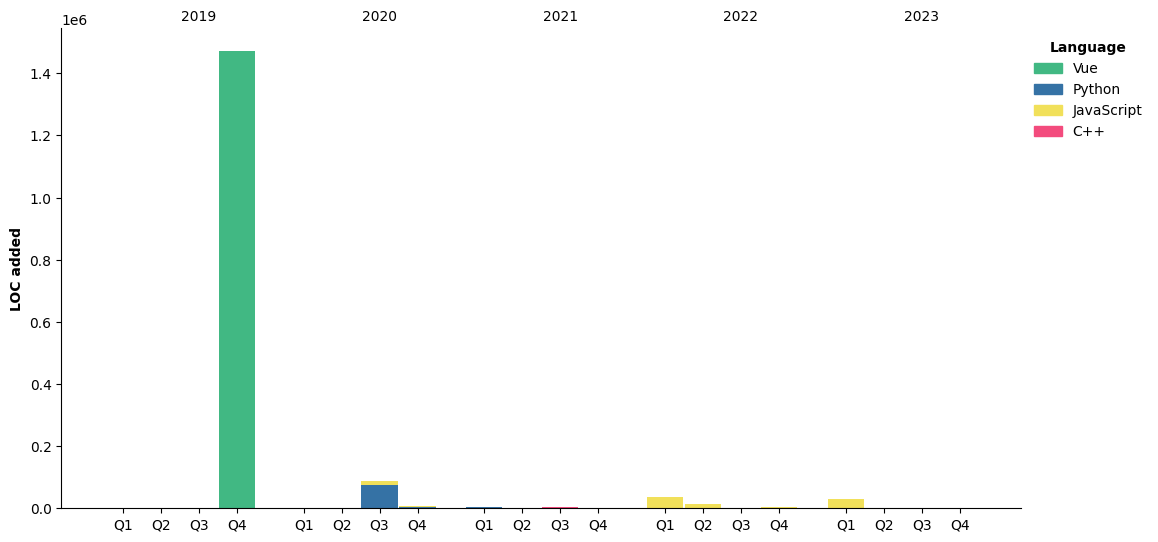 2019 2020 2021 2022 2023
1e6
Language
Vue
Python
JavaScript
C++
LOC added
1.4
1.2
1.0
0.8
0.6
0.4
0.2
0.0
Q1 Q2 Q3 Q4 Q1 Q2 Q3 Q4 Q1 Q2 Q3 Q4 Q1 Q2 Q3 Q4 Q1 Q2 Q3 Q4